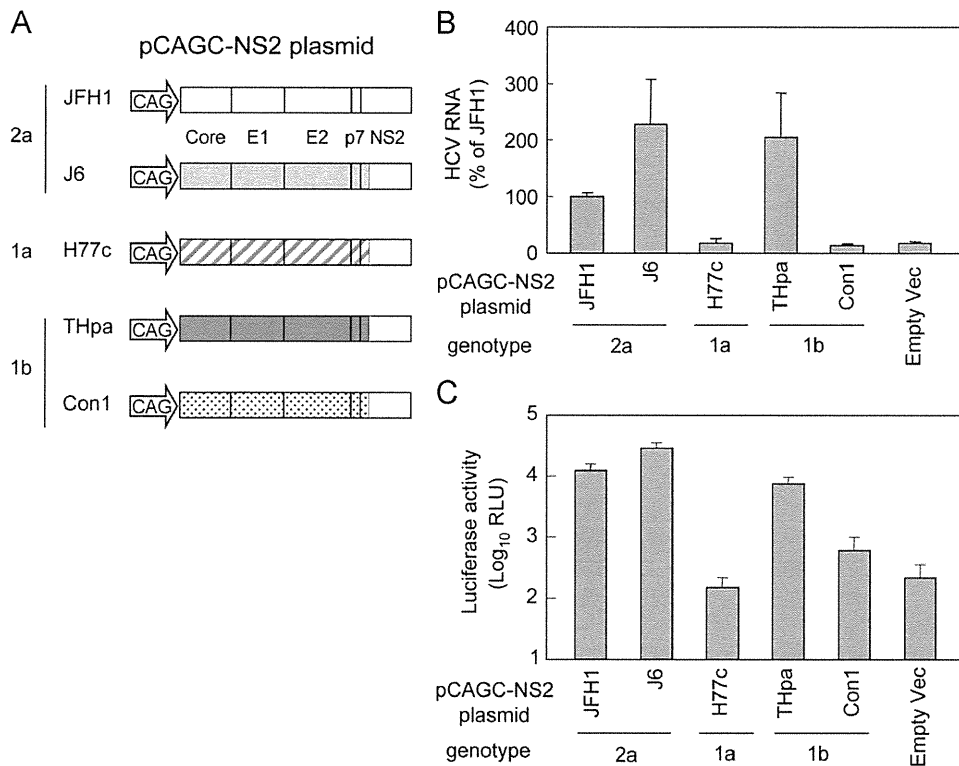 A
pCAGC-NS2 plasmid
2a
JFH1
CAG
Core E1 E2 p7 NS2
J6
CAG
1a
H77c
CAG
1b
THpa
CAG
Con1
CAG
B
HCV RNA
(% of JFH1)
400
300
200
100
0
pCAGC-NS2
plasmid
JFH1
J6
H77c
THpa
Con1
Empty Vec
genotype
2a
1a
1b
C
Luciferase activity
(Log10 RLU)
5
4
3
2
1
pCAGC-NS2
plasmid
JFH1
J6
H77c
THpa
Con1
Empty Vec
genotype
2a
1a
1b